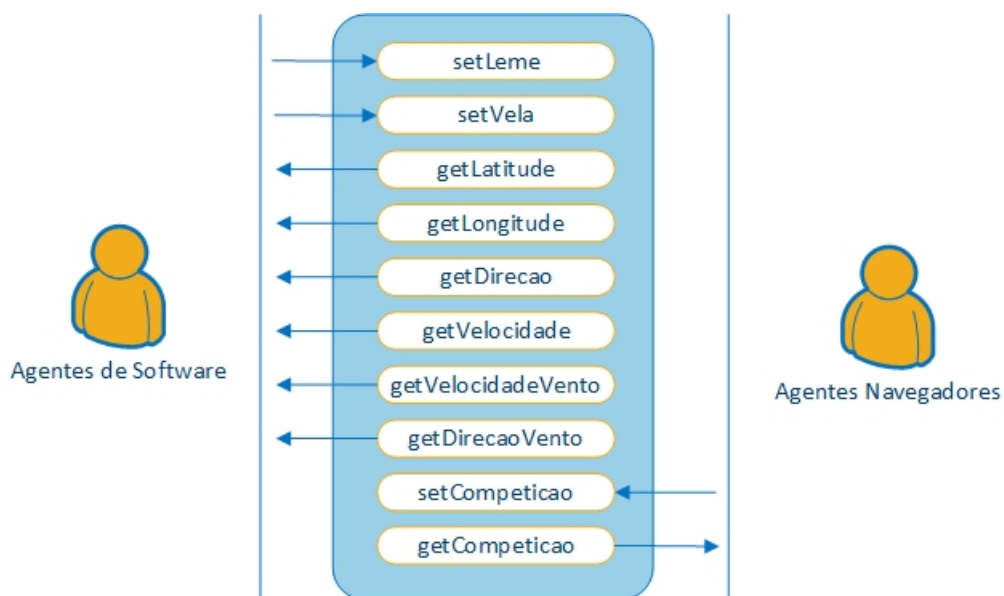 setLeme
setVela
getLatitude
getLongitude
getDirecao
getVelocidade
getVelocidadeVento
getDirecaoVento
setCompeticao
getCompeticao
Agentes de Software
Agentes Navegadores